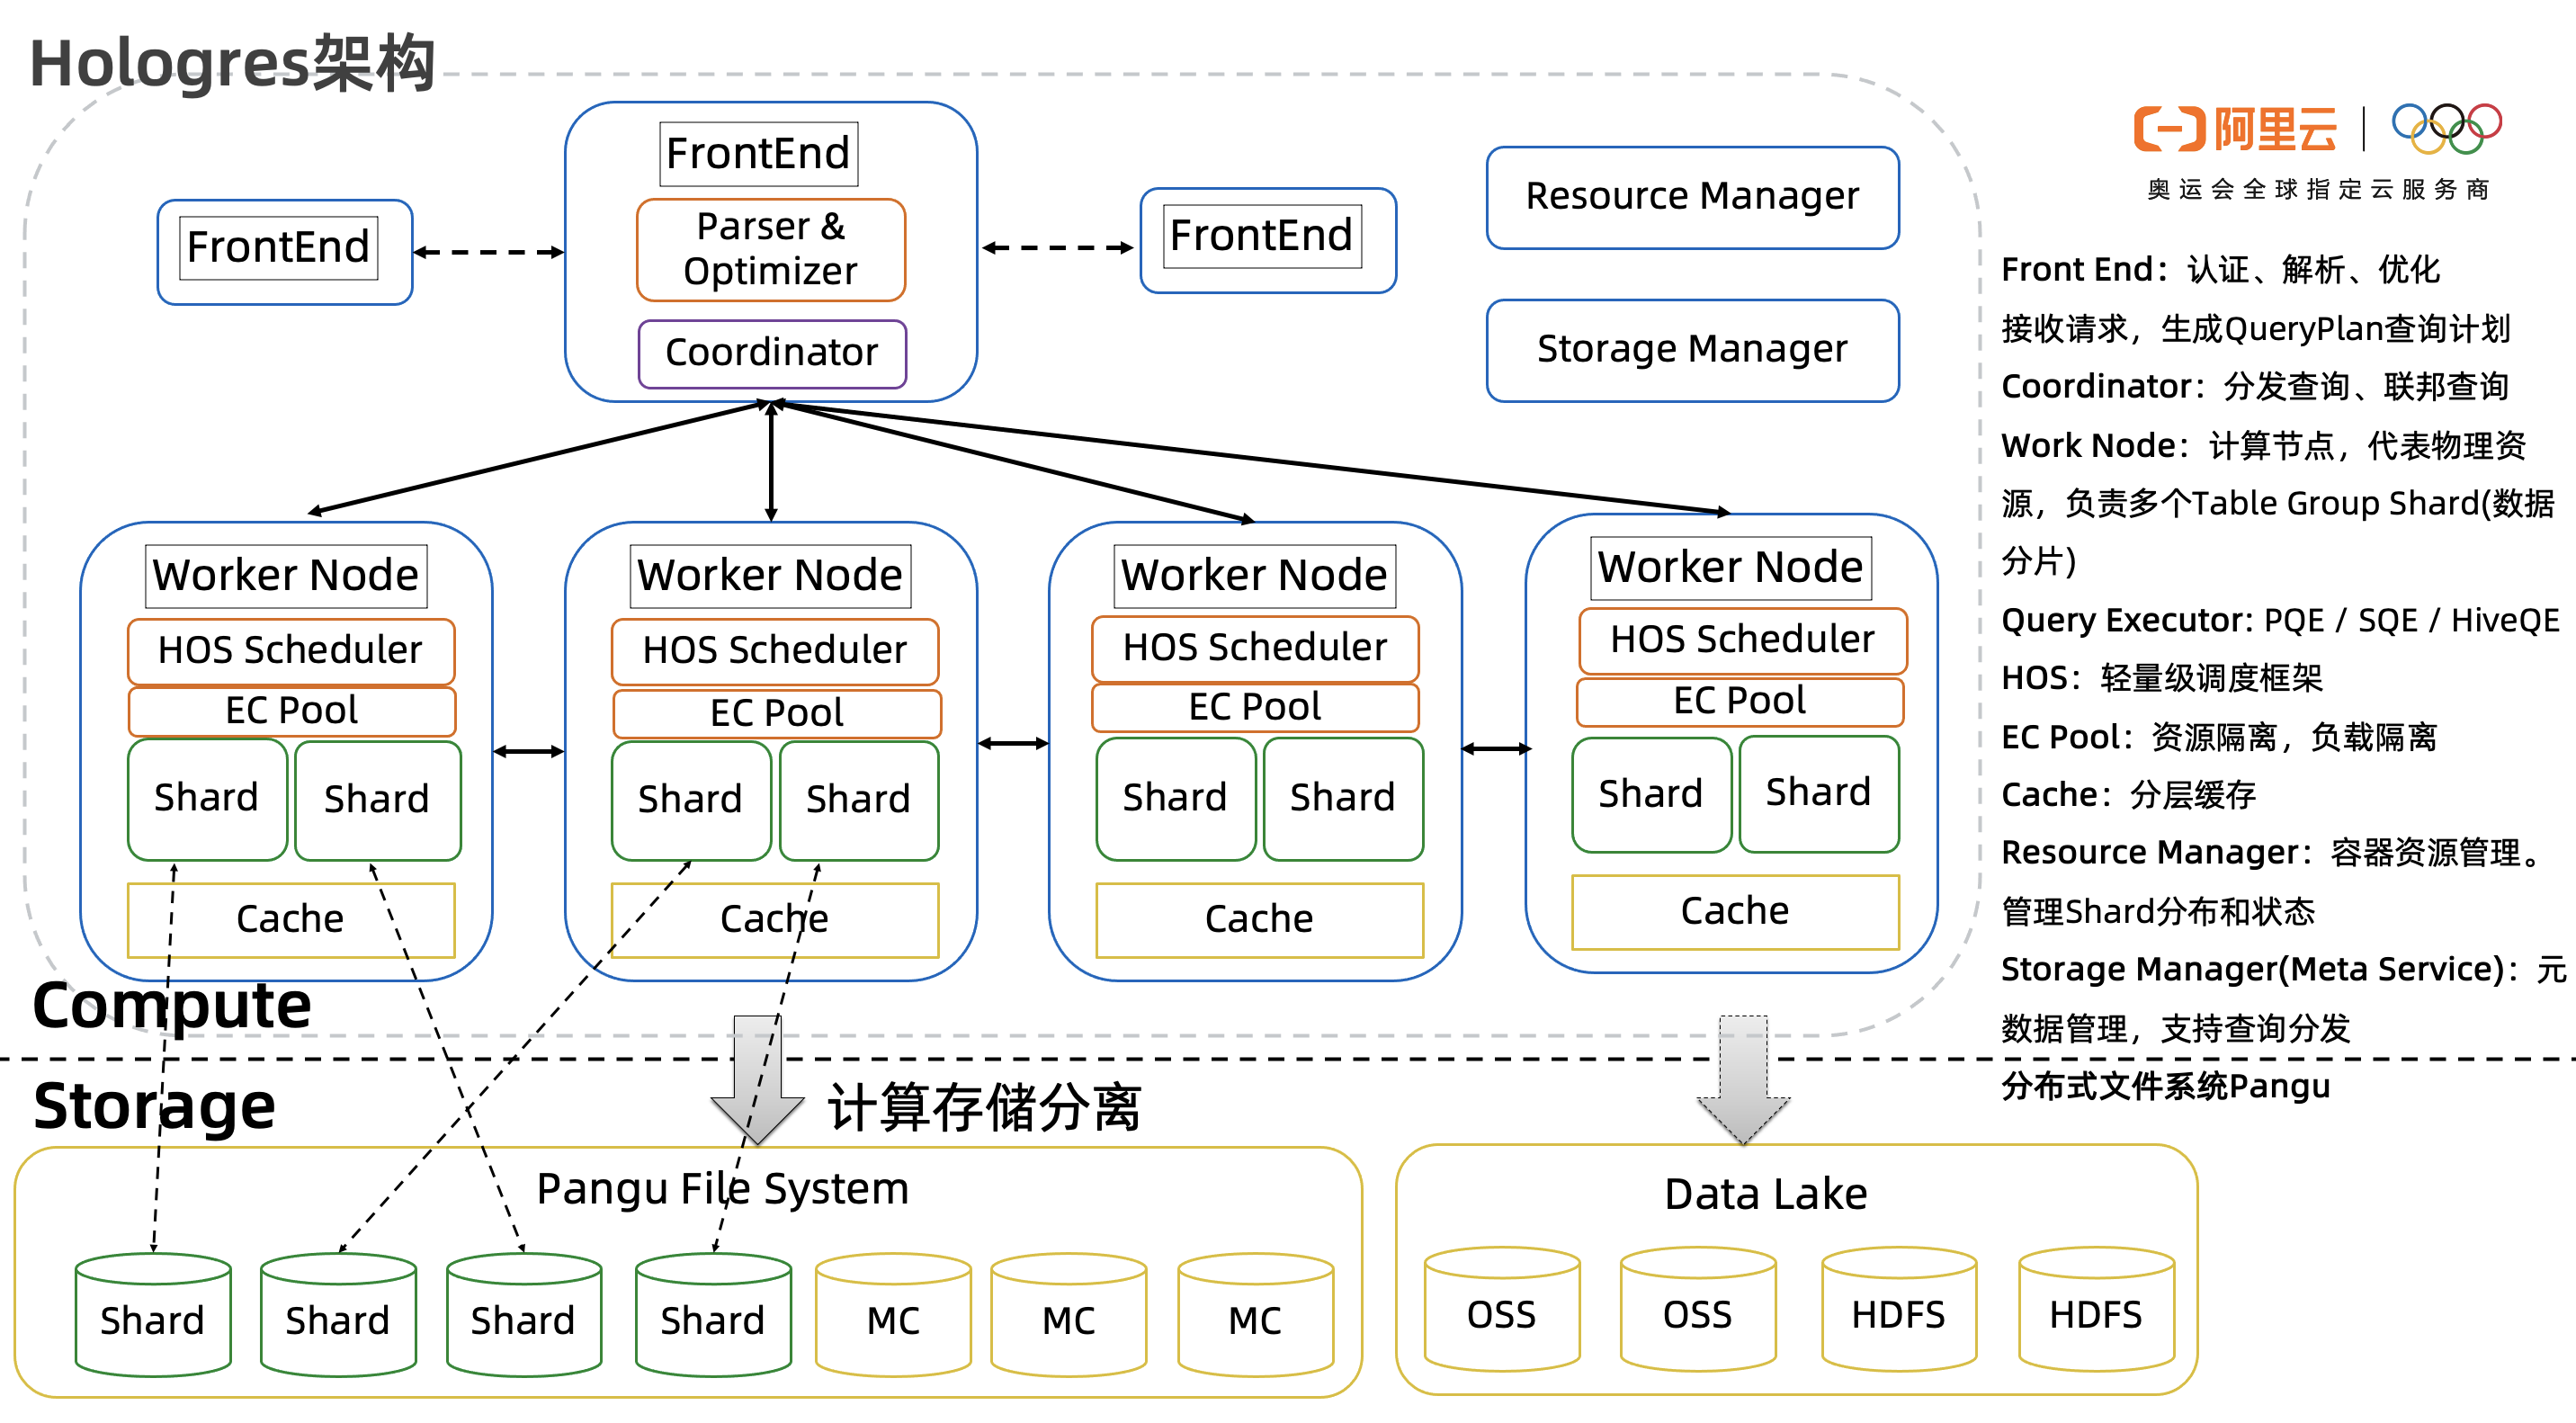 Hologres架构
FrontEnd
Parser &
Optimizer
Coordinator
FrontEnd
FrontEnd
Resource Manager
Storage Manager
阿里云
奥运会全球指定云服务商
Worker Node
HOS Scheduler
EC Pool
Shard
Shard
Cache
Worker Node
HOS Scheduler
EC Pool
Shard
Shard
Cache
Worker Node
HOS Scheduler
EC Pool
Shard
Shard
Cache
Worker Node
HOS Scheduler
EC Pool
Shard
Shard
Cache
Compute
Storage
计算存储分离
Pangu File System
Shard
Shard
Shard
Shard
MC
MC
MC
Data Lake
OSS
OSS
HDFS
HDFS
Front End：认证、解析、优化
接收请求，生成QueryPlan查询计划
Coordinator：分发查询、联邦查询
Work Node：计算节点，代表物理资
源，负责多个Table Group Shard(数据
分片)
Query Executor: PQE / SQE / HiveQE
HOS：轻量级调度框架
EC Pool：资源隔离，负载隔离
Cache：分层缓存
Resource Manager：容器资源管理。
管理Shard分布和状态
Storage Manager(Meta Service)：元
数据管理，支持查询分发
分布式文件系统Pangu